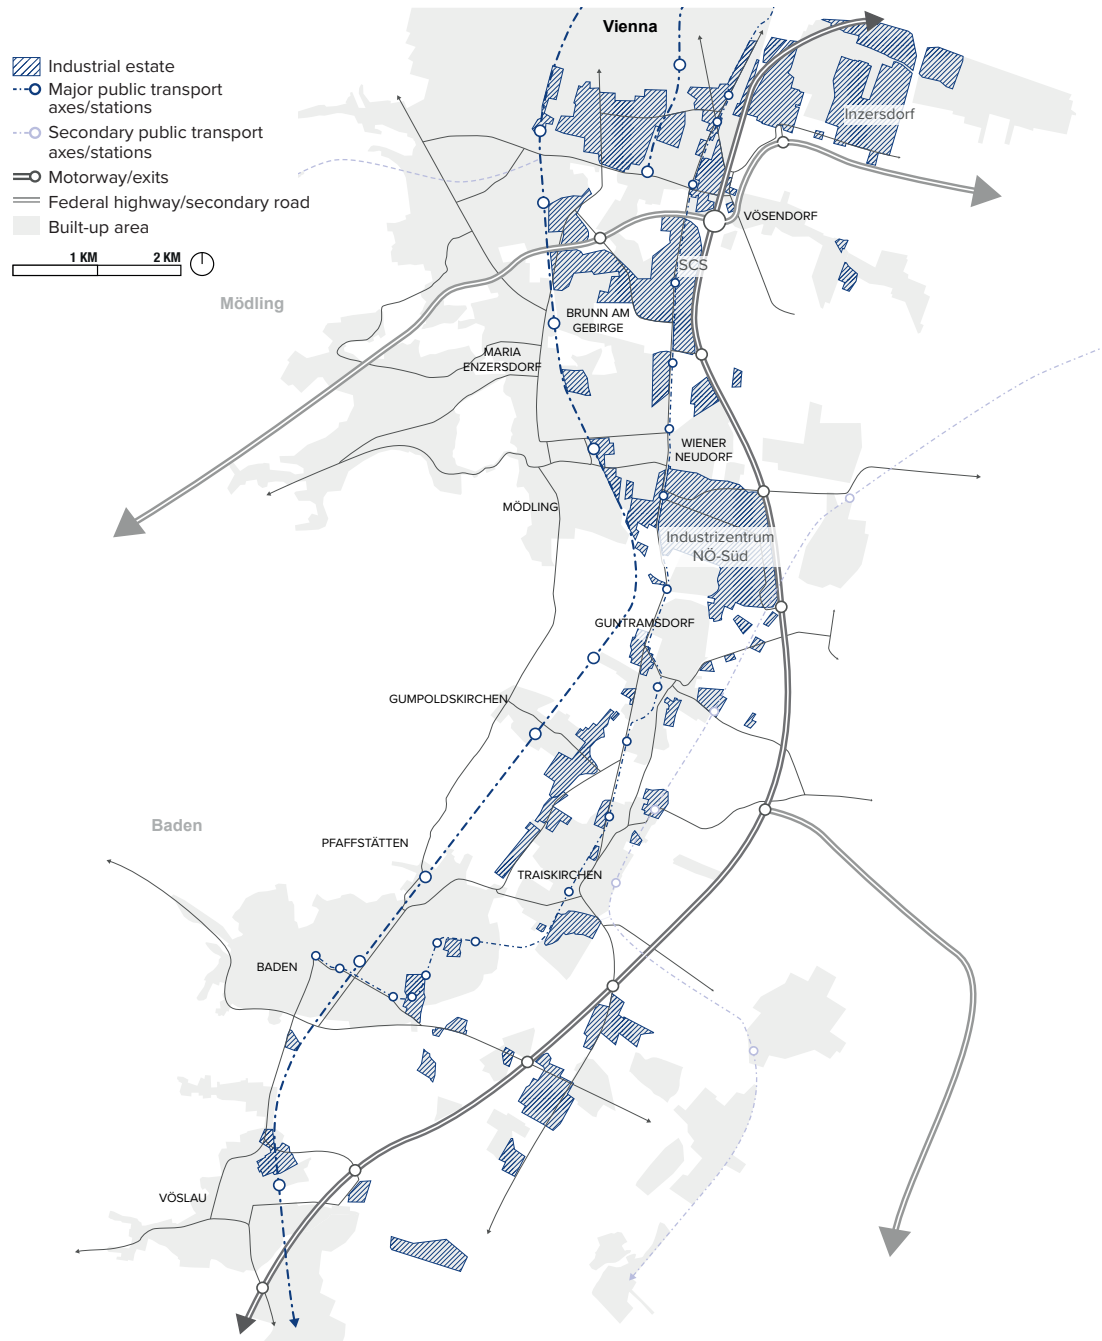 Vienna
Industrial estate
Major public transport
axes/stations
Secondary public transport
axes/stations
Motorway/exits
Federal highway/secondary road
Built-up area
1 KM
2 KM
Inzersdorf
VÖSENDORF
SCS
Mödling
BRUNN AM
GEBIRGE
MARIA
ENZERSDORF
WIENER
NEUDORF
MÖDLING
Industrizentrum
NÖ-Süd
GUNTRAMSDORF
GUMPOLDSKIRCHEN
Baden
PFAFFSTÄTTEN
TRAISKIRCHEN
BADEN
VÖSLAU